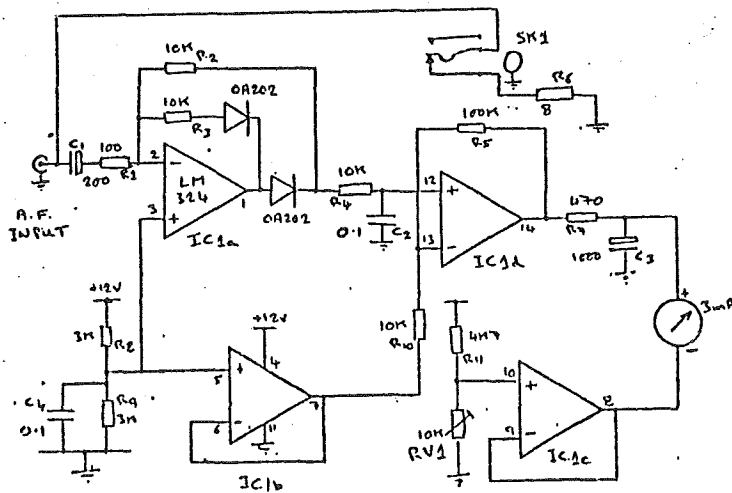 10K R2
SK1
10K
OA202
R3
R6
8
100K
R5
C1
100
200 R1
2
−
LM
324
3
+
1
IC1a
A.F.
INPUT
OA202
10K
R4
12
+
13
−
14
IC1d
0.1
C2
470
R7
C3
+
−
+12V
3K
R8
R9
3K
C4
0.1
+12V
4
5
+
6
−
7
11
IC1b
10K
R10
4K7
R11
10K
RV1
10
+
9
−
8
IC1c